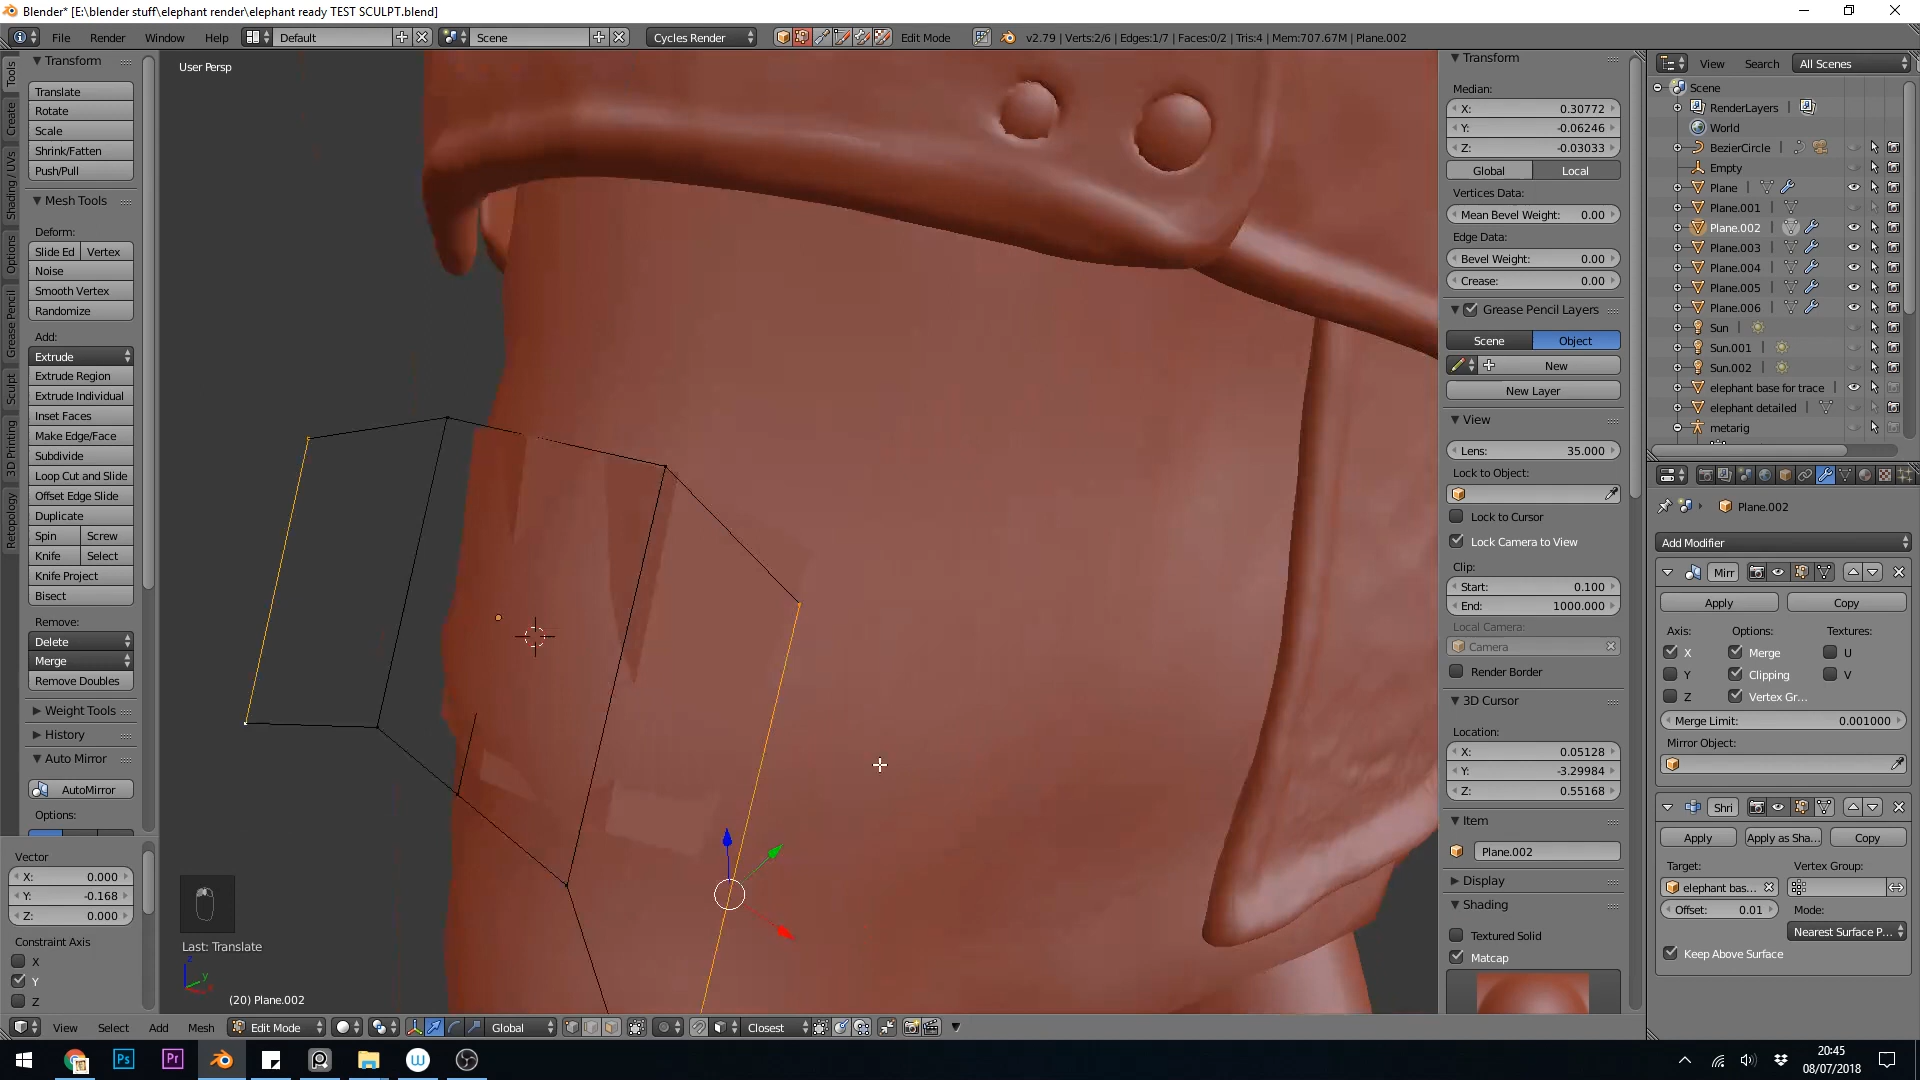 Blender* [E:\blender stuff\elephant render\elephant ready TEST SCULPT.blend]
File Render Window Help Default Scene Cycles Render Edit Mode v2.79 | Verts:2/6 | Edges:1/7 | Faces:0/2 | Tris:4 | Mem:707.67M | Plane.002
Tools
Create
Shading / UVs
Options
Grease Pencil
Sculpt
3D Printing
Retopology
Transform
Translate
Rotate
Scale
Shrink/Fatten
Push/Pull
Mesh Tools
Deform:
Slide Ed Vertex
Noise
Smooth Vertex
Randomize
Add:
Extrude
Extrude Region
Extrude Individual
Inset Faces
Make Edge/Face
Subdivide
Loop Cut and Slide
Offset Edge Slide
Duplicate
Spin Screw
Knife Select
Knife Project
Bisect
Remove:
Delete
Merge
Remove Doubles
Weight Tools
History
Auto Mirror
AutoMirror
Options:
Vector
X: 0.000
Y: -0.168
Z: 0.000
Constraint Axis
X
Y
Z
User Persp
Last: Translate
(20) Plane.002
View Select Add Mesh Edit Mode Global Closest
Transform
Median:
X: 0.30772
Y: -0.06246
Z: -0.03033
Global Local
Vertices Data:
Mean Bevel Weight: 0.00
Edge Data:
Bevel Weight: 0.00
Crease: 0.00
Grease Pencil Layers
Scene Object
New
New Layer
View
Lens: 35.000
Lock to Object:
Lock to Cursor
Lock Camera to View
Clip:
Start: 0.100
End: 1000.000
Local Camera:
Camera
Render Border
3D Cursor
Location:
X: 0.05128
Y: -3.29984
Z: 0.55168
Item
Plane.002
Display
Shading
Textured Solid
Matcap
View Search All Scenes
Scene
RenderLayers
World
BezierCircle
Empty
Plane
Plane.001
Plane.002
Plane.003
Plane.004
Plane.005
Plane.006
Sun
Sun.001
Sun.002
elephant base for trace
elephant detailed
metarig
Plane.002
Add Modifier
Mirr
Apply Copy
Axis: Options: Textures:
X Merge U
Y Clipping V
Z Vertex Gr...
Merge Limit: 0.001000
Mirror Object:
Shri
Apply Apply as Sha... Copy
Target: Vertex Group:
elephant bas...
Offset: 0.01 Mode:
Nearest Surface P...
Keep Above Surface
Ps Pr
20:45
08/07/2018